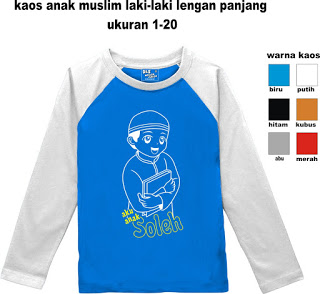 kaos anak muslim laki-laki lengan panjang
ukuran 1-20
warna kaos
biru putih
hitam kubus
abu merah
aku
anak
Soleh